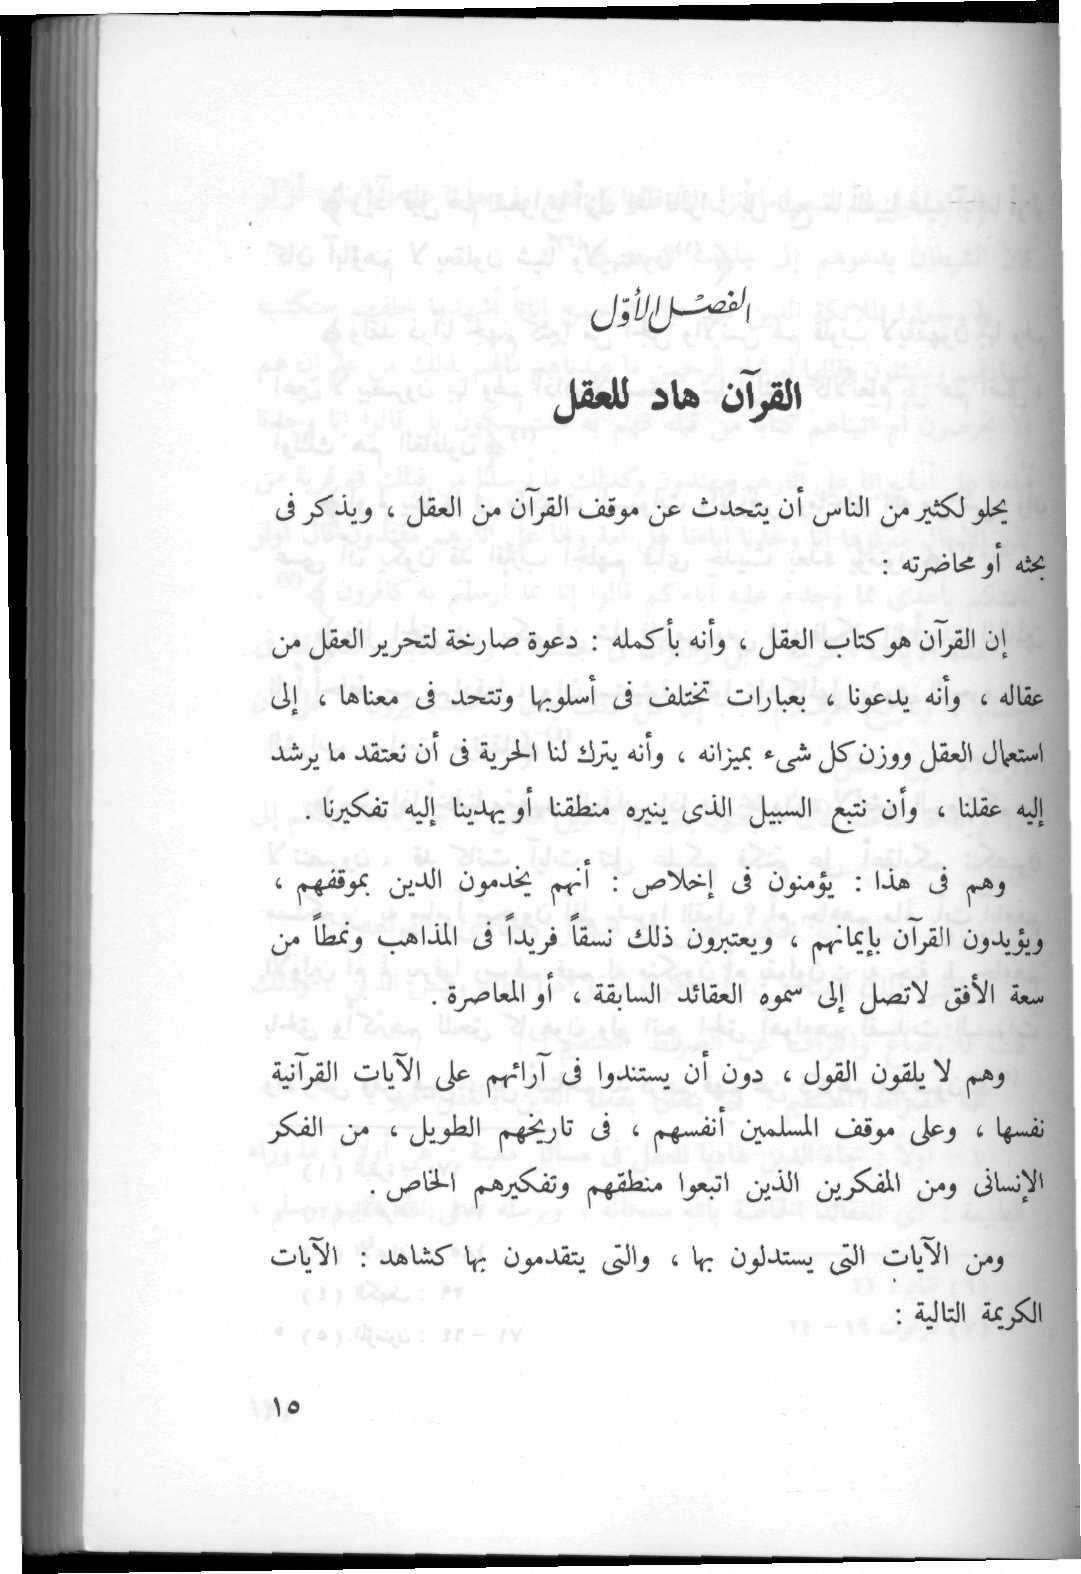 الفصل الأوّل
القرآن هاد للعقل
يحلو لكثير من الناس أن يتحدث عن موقف القرآن من العقل ، ويذكر فى
بحثه أو محاضرته :
إن القرآن هو كتاب العقل ، وأنه بأكمله : دعوة صارخة لتحرير العقل من
عقاله ، وأنه يدعونا ، بعبارات تختلف فى أسلوبها وتتحد فى معناها ، إلى
استعمال العقل ووزن كل شىء بميزانه ، وأنه يترك لنا الحرية فى أن نعتقد ما يرشد
إليه عقلنا ، وأن نتبع السبيل الذى ينيره منطقنا أو يهدينا إليه تفكيرنا .
وهم فى هذا : يؤمنون فى إخلاص : أنهم يخدمون الدين بموقفهم ،
ويؤيدون القرآن بإيمانهم ، ويعتبرون ذلك نسقاً فريداً فى المذاهب ونمطاً من
سعة الأفق لاتصل إلى سموه العقائد السابقة ، أو المعاصرة .
وهم لا يلقون القول ، دون أن يستندوا فى آرائهم على الآيات القرآنية
نفسها ، وعلى موقف المسلمين أنفسهم ، فى تاريخهم الطويل ، من الفكر
الإنسانى ومن المفكرين الذين اتبعوا منطقهم وتفكيرهم الخاص .
ومن الآيات التى يستدلون بها ، والتى يتقدمون بها كشاهد : الآيات
الكريمة التالية :
١٥